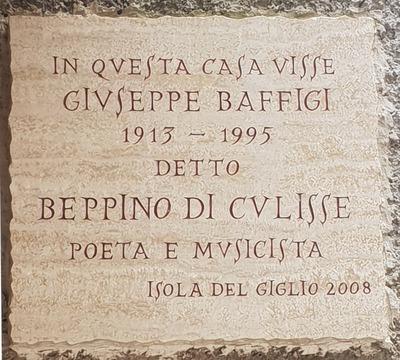 IN QVESTA CASA VISSE
GIVSEPPE BAFFIGI
1913 – 1995
DETTO
BEPPINO DI CVLISSE
POETA E MVSICISTA
ISOLA DEL GIGLIO 2008